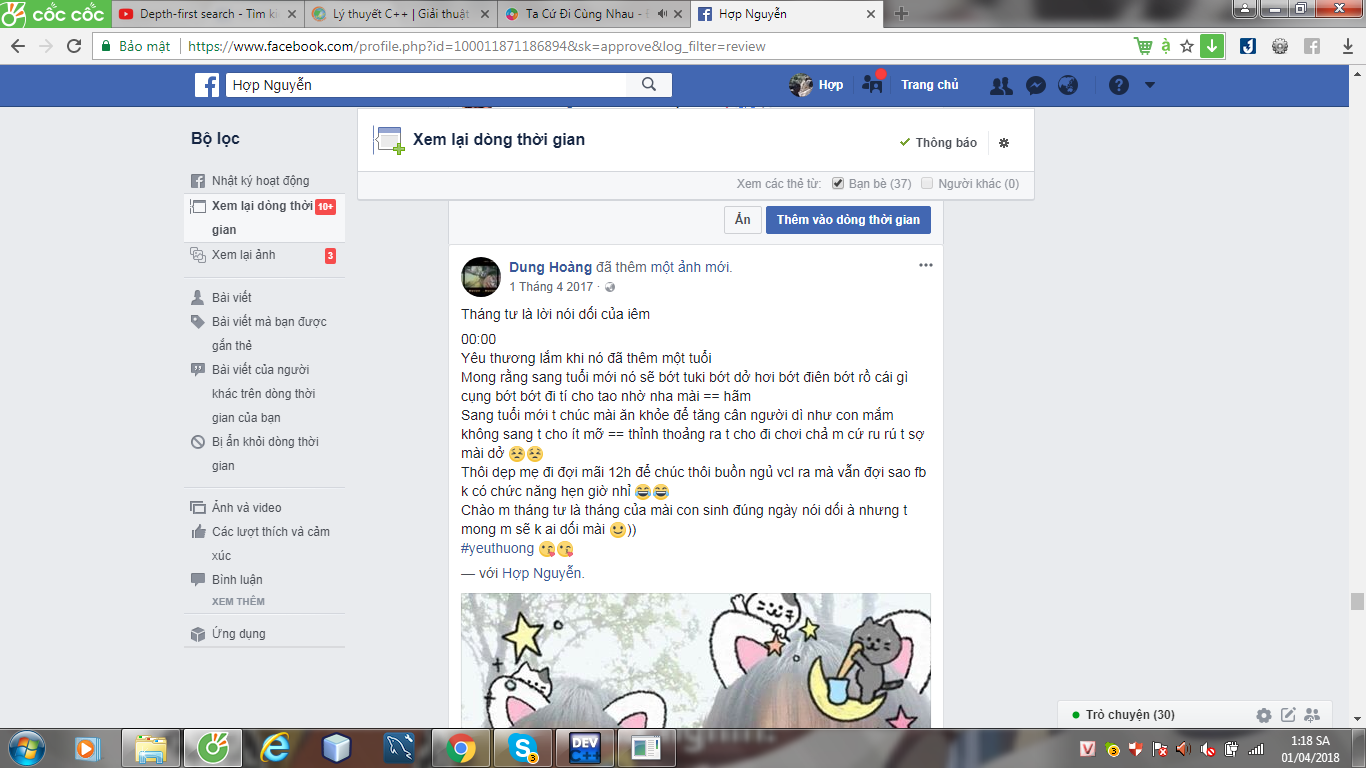 cốc cốc
Depth-first search - Tìm ki
Lý thuyết C++ | Giải thuật
Ta Cứ Đi Cùng Nhau -
Hợp Nguyễn
Bảo mật
https://www.facebook.com/profile.php?id=100011871186894&sk=approve&log_filter=review
Hợp Nguyễn
Hợp
Trang chủ
Bộ lọc
Nhật ký hoạt động
Xem lại dòng thời 10+
gian
Xem lại ảnh 3
Bài viết
Bài viết mà bạn được
gắn thẻ
Bài viết của người
khác trên dòng thời
gian của bạn
Bị ẩn khỏi dòng thời
gian
Ảnh và video
Các lượt thích và cảm
xúc
Bình luận
XEM THÊM
Ứng dụng
Xem lại dòng thời gian
Thông báo
Xem các thẻ từ: Bạn bè (37) Người khác (0)
Ẩn Thêm vào dòng thời gian
Dung Hoàng đã thêm một ảnh mới.
1 Tháng 4 2017 ·
Tháng tư là lời nói dối của iêm
00:00
Yêu thương lắm khi nó đã thêm một tuổi
Mong rằng sang tuổi mới nó sẽ bớt tuki bớt dở hơi bớt điên bớt rồ cái gì
cụng bớt bớt đi tí cho tao nhờ nha mài == hãm
Sang tuổi mới t chúc mài ăn khỏe để tăng cân người dì như con mắm
không sang t cho ít mỡ == thỉnh thoảng ra t cho đi chơi chả m cứ ru rú t sợ
mài dở 😣😣
Thôi dẹp mẹ đi đợi mãi 12h để chúc thôi buồn ngủ vcl ra mà vẫn đợi sao fb
k có chức năng hẹn giờ nhỉ 😂😂
Chào m tháng tư là tháng của mài con sinh đúng ngày nói dối à nhưng t
mong m sẽ k ai dối mài 🙂))
#yeuthuong 😘😘
— với Hợp Nguyễn.
Trò chuyện (30)
DEV
C++
1:18 SA
01/04/2018